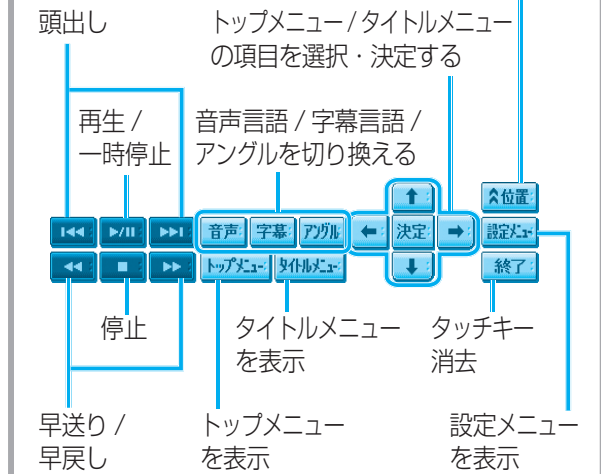 頭出し
トップメニュー/タイトルメニュー
の項目を選択・決定する
再生/
一時停止
音声言語/字幕言語/
アングルを切り換える
位置
音声 字幕 アングル 決定 設定メニュー
トップメニュー タイトルメニュー 終了
停止
タイトルメニュー
を表示
タッチキー
消去
早送り/
早戻し
トップメニュー
を表示
設定メニュー
を表示